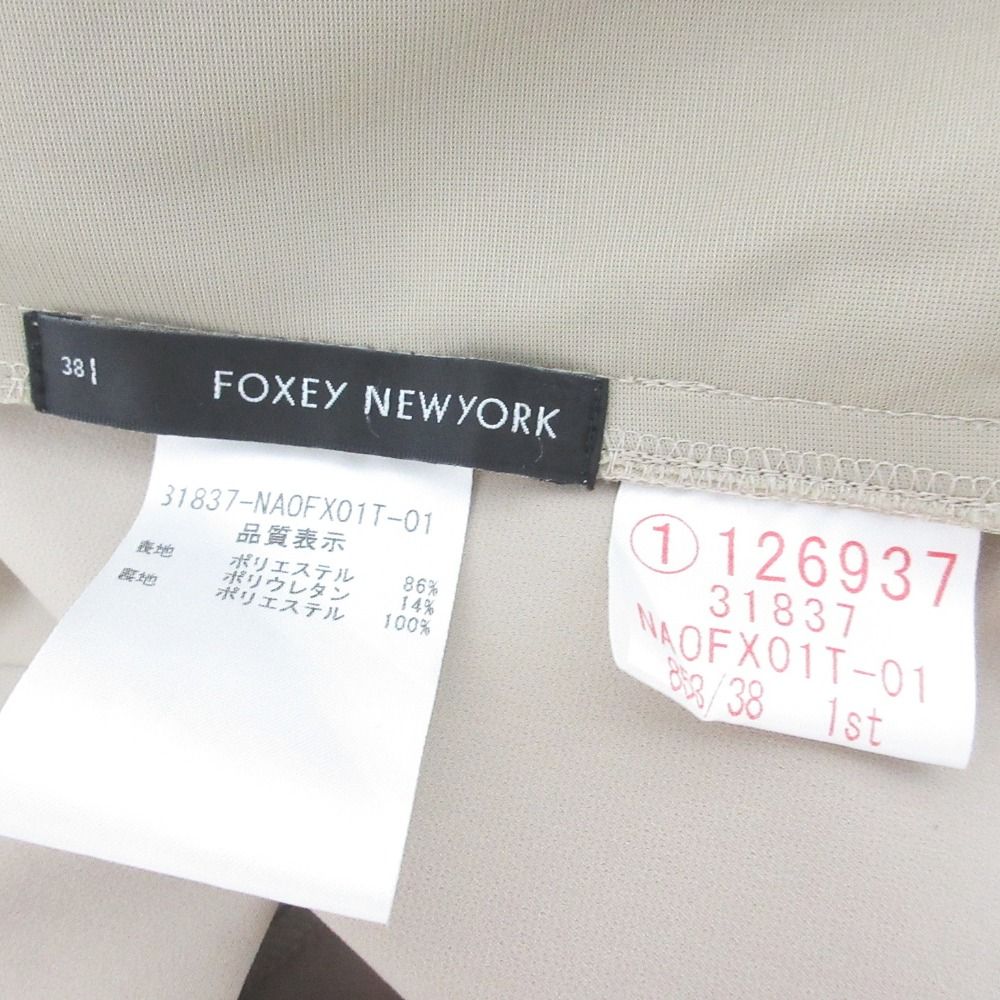 38
FOXEY NEWYORK
31837-NAOFX01T-01
品質表示
表地 ポリエステル 86%
ポリウレタン 14%
裏地 ポリエステル 100%
① 126937
31837
NAOFX01T-01
858/38 1st